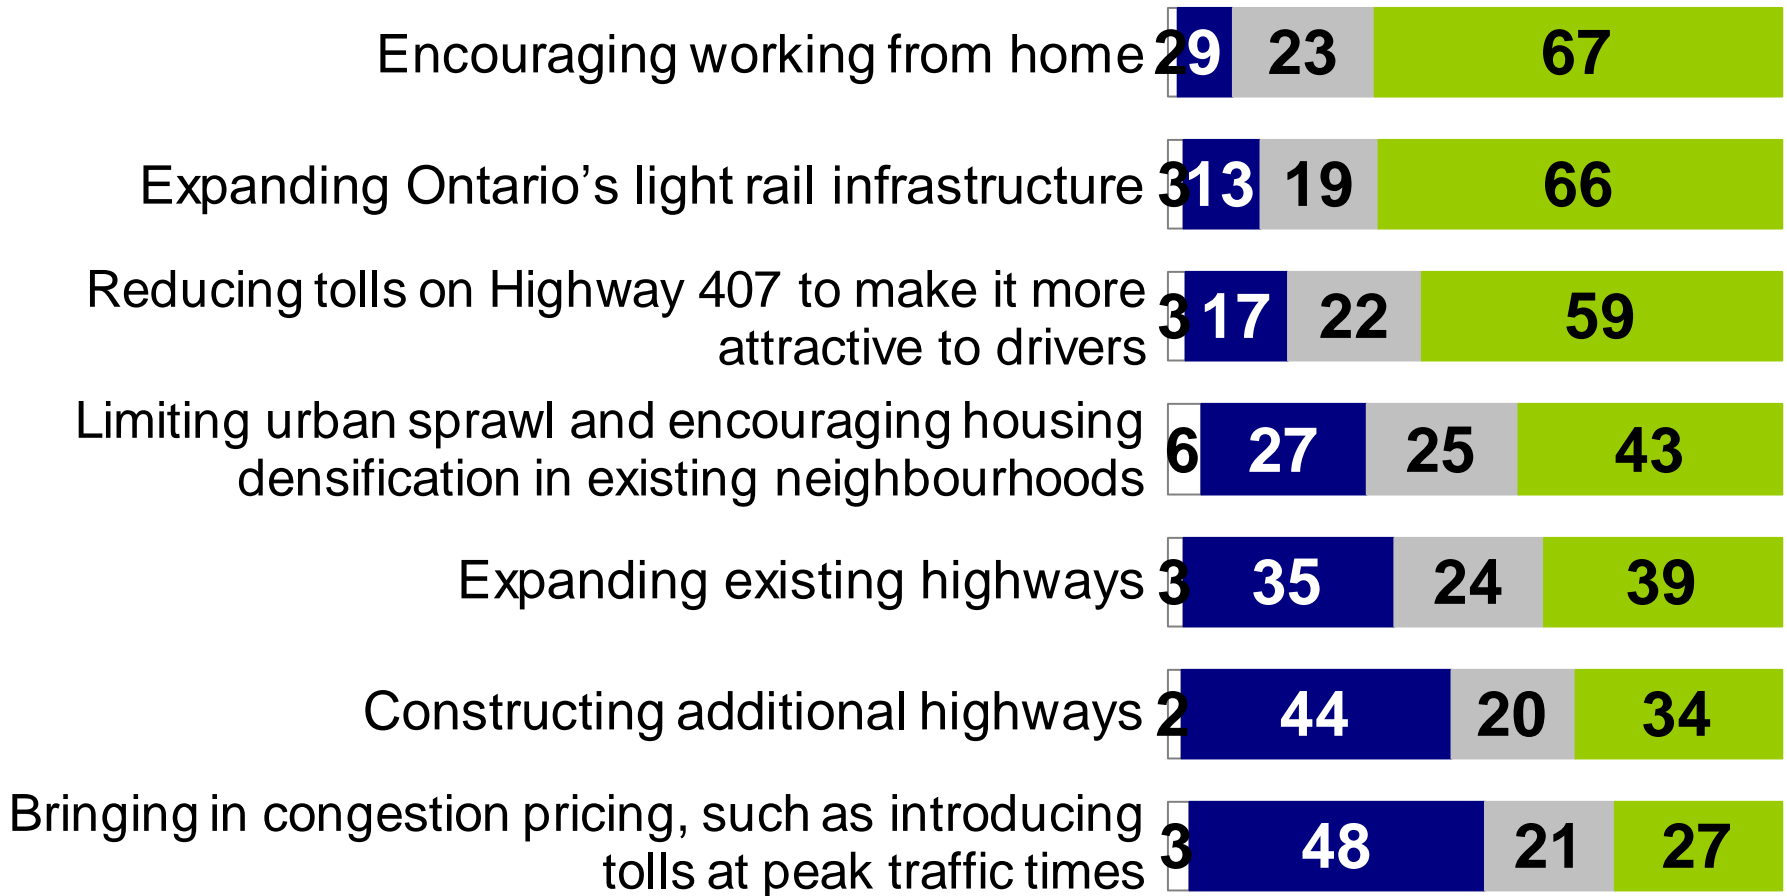 Encouraging working from home 2 9 23 67
Expanding Ontario’s light rail infrastructure 3 13 19 66
Reducing tolls on Highway 407 to make it more
attractive to drivers 3 17 22 59
Limiting urban sprawl and encouraging housing
densification in existing neighbourhoods 6 27 25 43
Expanding existing highways 3 35 24 39
Constructing additional highways 2 44 20 34
Bringing in congestion pricing, such as introducing
tolls at peak traffic times 3 48 21 27